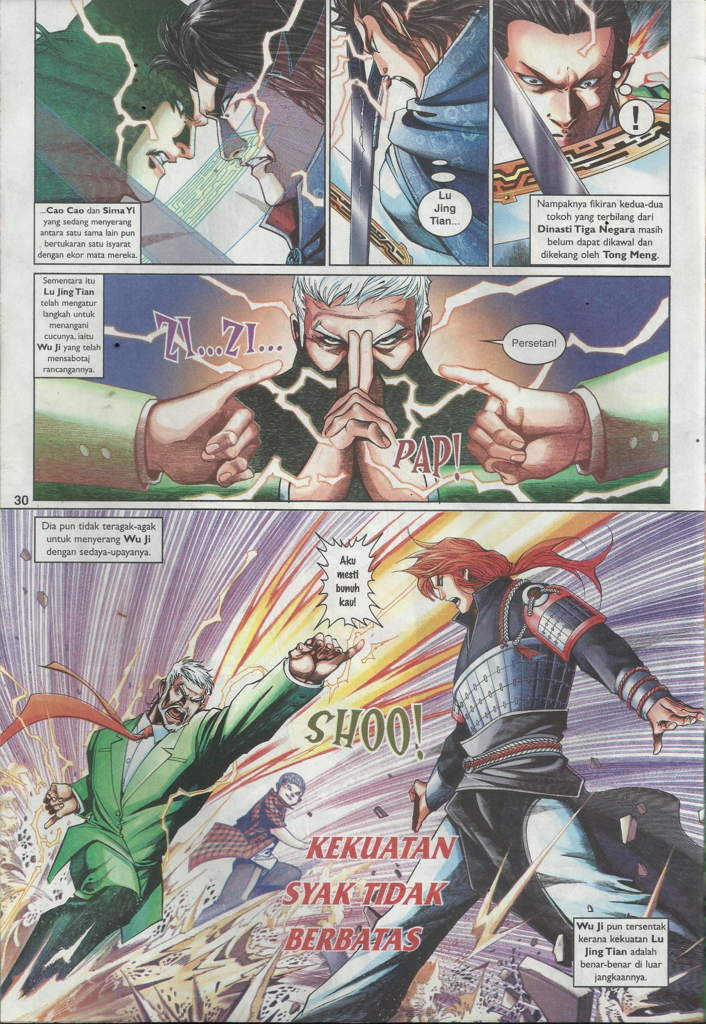 ...Cao Cao dan Sima Yi
yang sedang menyerang
antara satu sama lain pun
bertukaran satu isyarat
dengan ekor mata mereka.
Lu
Jing
Tian...
!
Nampaknya fikiran kedua-dua
tokoh yang terbilang dari
Dinasti Tiga Negara masih
belum dapat dikawal dan
dikekang oleh Tong Meng.
Sementara itu
Lu Jing Tian
telah mengatur
langkah untuk
menangani
cucunya, iaitu
Wu Ji yang telah
mensabotaj
rancangannya.
ZI...ZI...
Persetan!
PAP!
30
Dia pun tidak teragak-agak
untuk menyerang Wu Ji
dengan sedaya-upayanya.
Aku
mesti
bunuh
kau!
SHOO!
KEKUATAN
SYAK TIDAK
BERBATAS
Wu Ji pun tersentak
kerana kekuatan Lu
Jing Tian adalah
benar-benar di luar
jangkaannya.